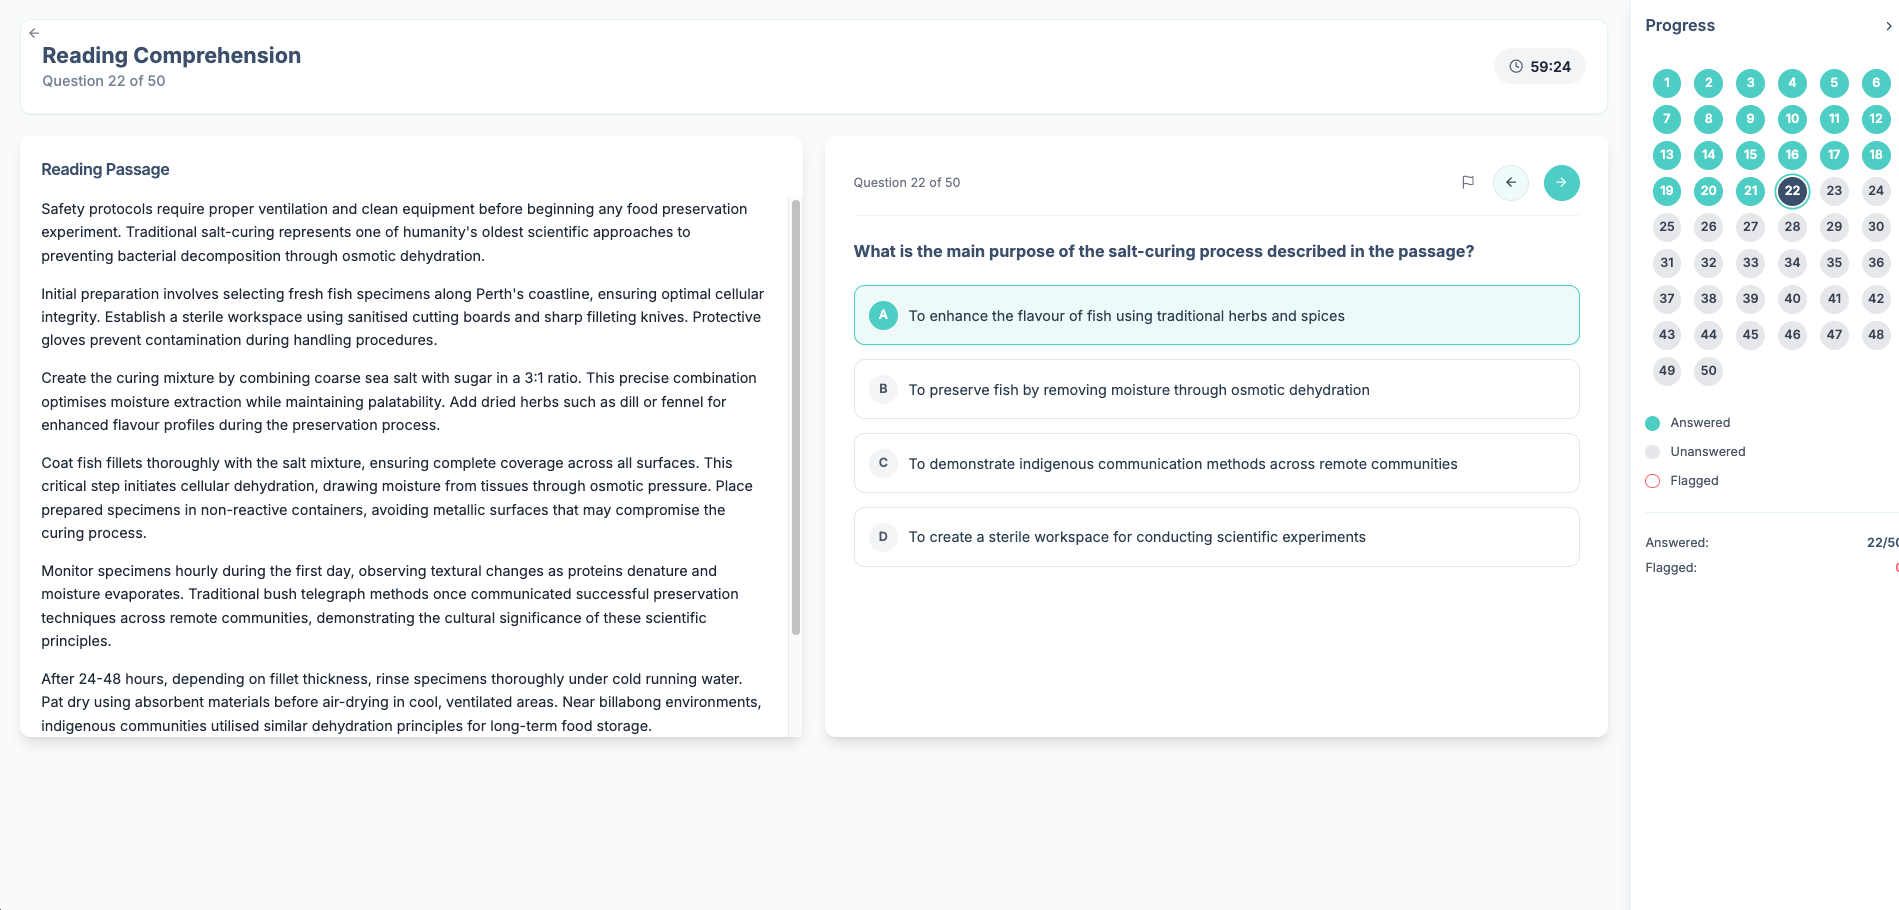 Reading Comprehension
Question 22 of 50
59:24
Reading Passage
Safety protocols require proper ventilation and clean equipment before beginning any food preservation
experiment. Traditional salt-curing represents one of humanity's oldest scientific approaches to
preventing bacterial decomposition through osmotic dehydration.
Initial preparation involves selecting fresh fish specimens along Perth's coastline, ensuring optimal cellular
integrity. Establish a sterile workspace using sanitised cutting boards and sharp filleting knives. Protective
gloves prevent contamination during handling procedures.
Create the curing mixture by combining coarse sea salt with sugar in a 3:1 ratio. This precise combination
optimises moisture extraction while maintaining palatability. Add dried herbs such as dill or fennel for
enhanced flavour profiles during the preservation process.
Coat fish fillets thoroughly with the salt mixture, ensuring complete coverage across all surfaces. This
critical step initiates cellular dehydration, drawing moisture from tissues through osmotic pressure. Place
prepared specimens in non-reactive containers, avoiding metallic surfaces that may compromise the
curing process.
Monitor specimens hourly during the first day, observing textural changes as proteins denature and
moisture evaporates. Traditional bush telegraph methods once communicated successful preservation
techniques across remote communities, demonstrating the cultural significance of these scientific
principles.
After 24-48 hours, depending on fillet thickness, rinse specimens thoroughly under cold running water.
Pat dry using absorbent materials before air-drying in cool, ventilated areas. Near billabong environments,
indigenous communities utilised similar dehydration principles for long-term food storage.
Question 22 of 50
What is the main purpose of the salt-curing process described in the passage?
A To enhance the flavour of fish using traditional herbs and spices
B To preserve fish by removing moisture through osmotic dehydration
C To demonstrate indigenous communication methods across remote communities
D To create a sterile workspace for conducting scientific experiments
Progress
1 2 3 4 5 6
7 8 9 10 11 12
13 14 15 16 17 18
19 20 21 22 23 24
25 26 27 28 29 30
31 32 33 34 35 36
37 38 39 40 41 42
43 44 45 46 47 48
49 50
Answered
Unanswered
Flagged
Answered: 22/50
Flagged: